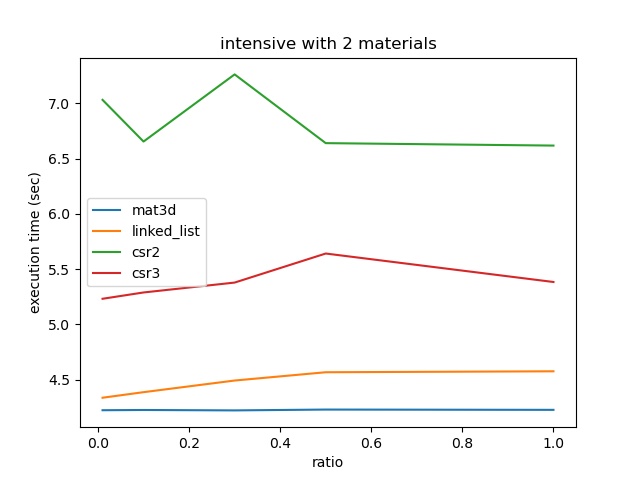 intensive with 2 materials
execution time (sec)
7.0
6.5
6.0
5.5
5.0
4.5
mat3d
linked_list
csr2
csr3
0.0 0.2 0.4 0.6 0.8 1.0
ratio